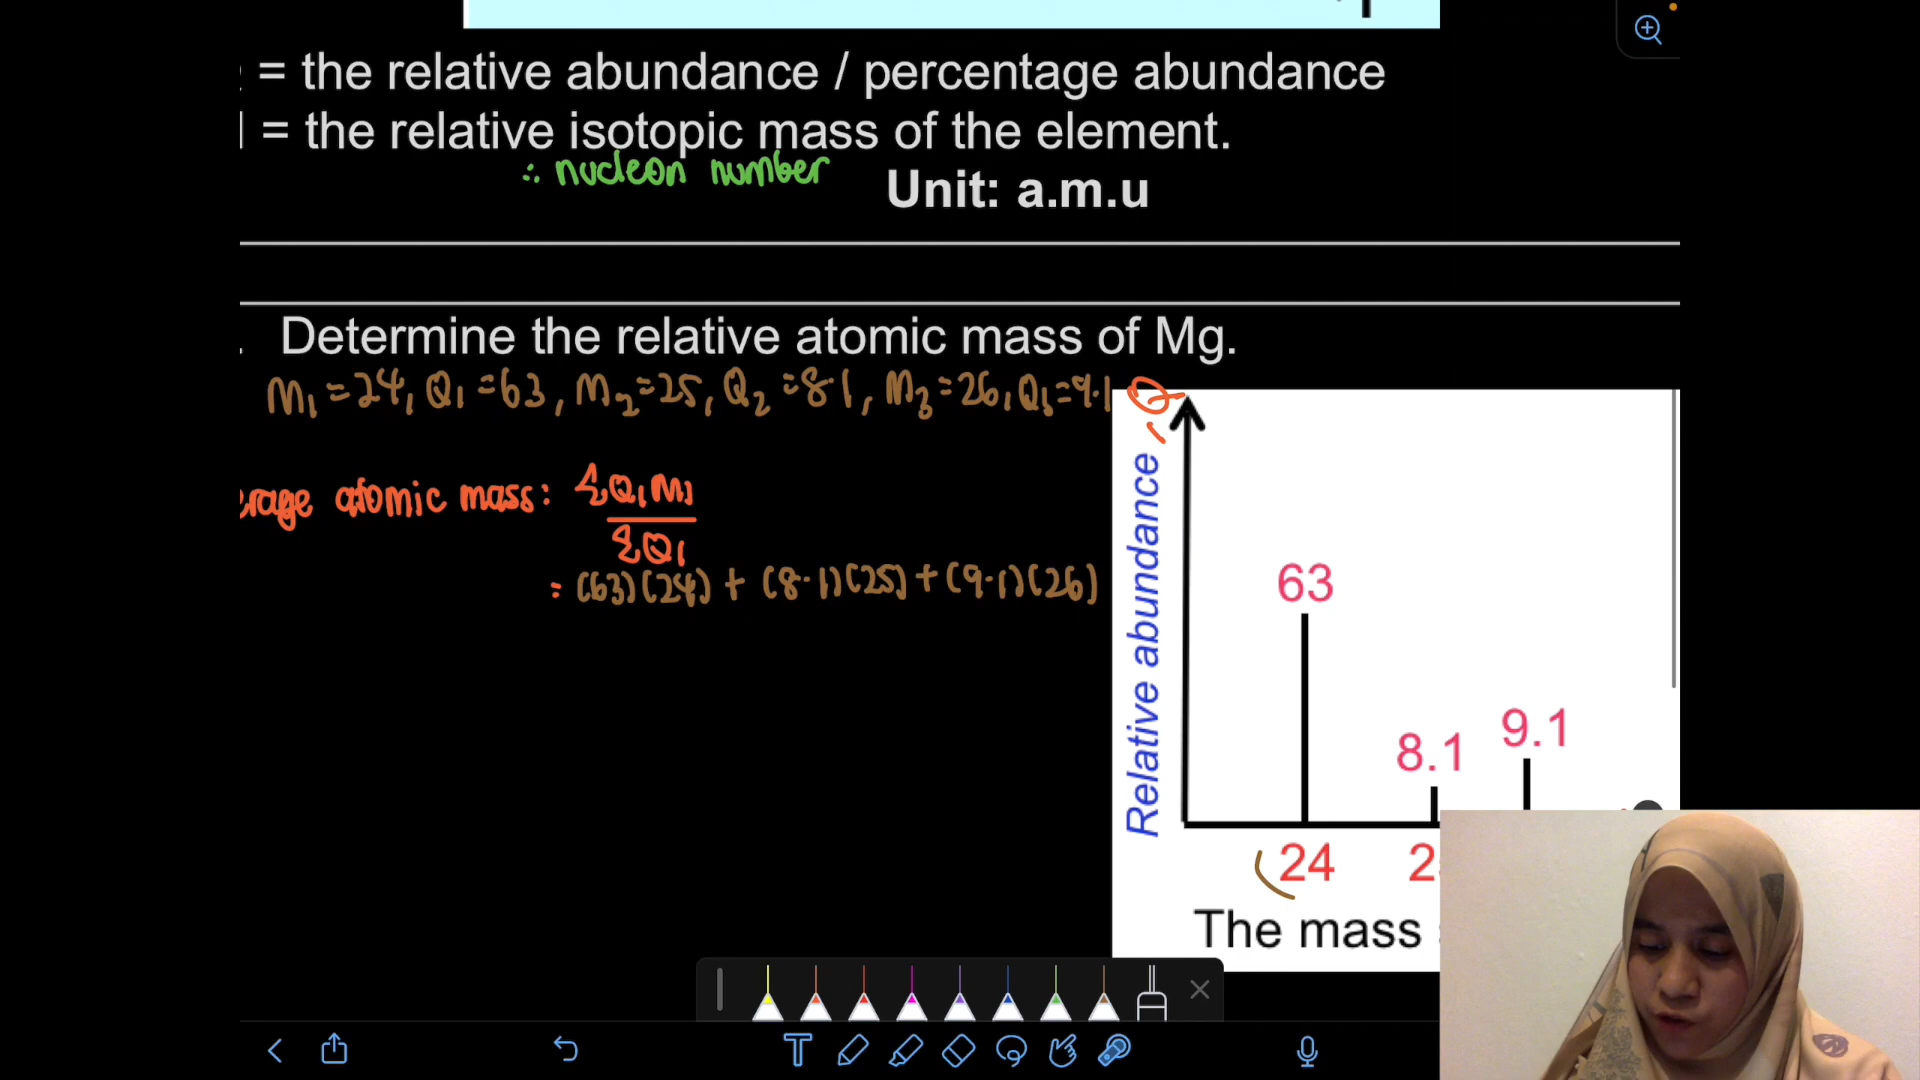 = the relative abundance / percentage abundance
= the relative isotopic mass of the element.
∴ nucleon number
Unit: a.m.u
. Determine the relative atomic mass of Mg.
M₁=24, Q₁=63, M₂=25, Q₂=8.1, M₃=26, Q₃=9.1
erage atomic mass: ΣQ₁M₁
ΣQ₁
= (63)(24) + (8.1)(25) + (9.1)(26)
Relative abundance, Q
63
8.1
9.1
24
2
The mass
T